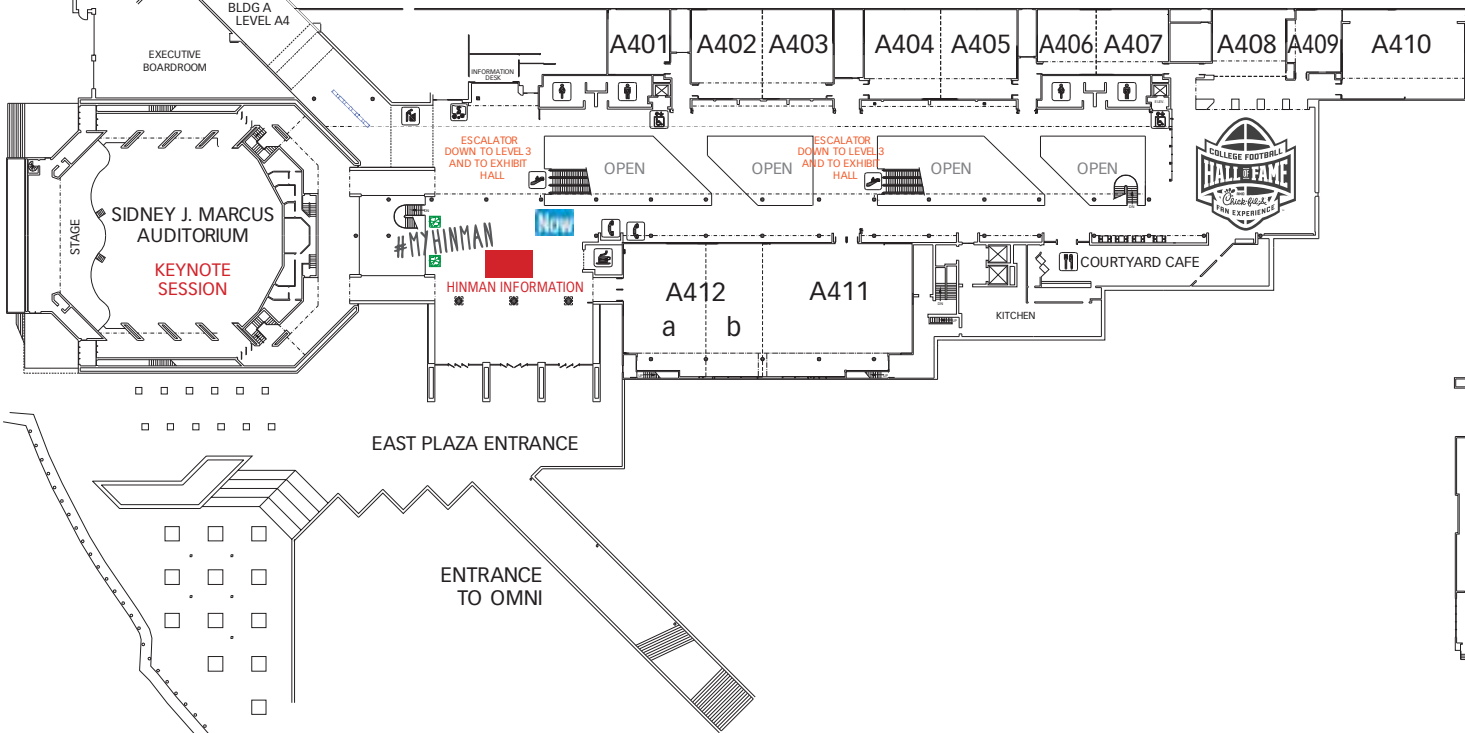 BLDG A
LEVEL A4
EXECUTIVE
BOARDROOM
INFORMATION
DESK
A401
A402
A403
A404
A405
A406
A407
A408
A409
A410
ESCALATOR
DOWN TO LEVEL 3
AND TO EXHIBIT
HALL
OPEN
OPEN
ESCALATOR
DOWN TO LEVEL 3
AND TO EXHIBIT
HALL
OPEN
OPEN
COLLEGE FOOTBALL
HALL OF FAME
AND
Chick-fil-A
FAN EXPERIENCE
STAGE
SIDNEY J. MARCUS
AUDITORIUM
KEYNOTE
SESSION
#MYHINMAN
Now
HINMAN INFORMATION
A412
a
b
A411
COURTYARD CAFE
KITCHEN
EAST PLAZA ENTRANCE
ENTRANCE
TO OMNI